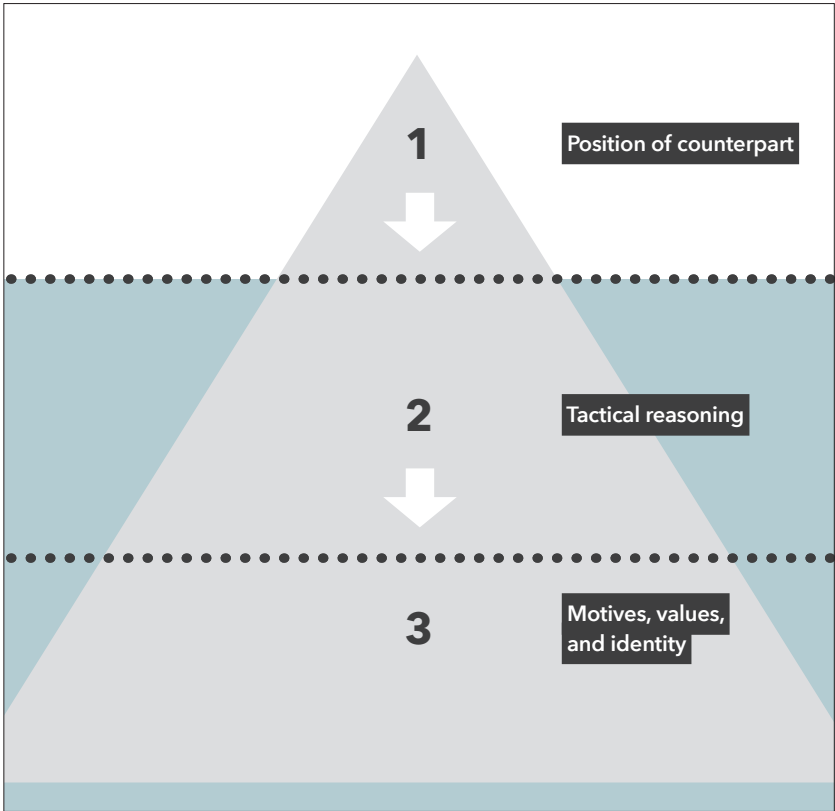 1
Position of counterpart
2
Tactical reasoning
3
Motives, values,
and identity